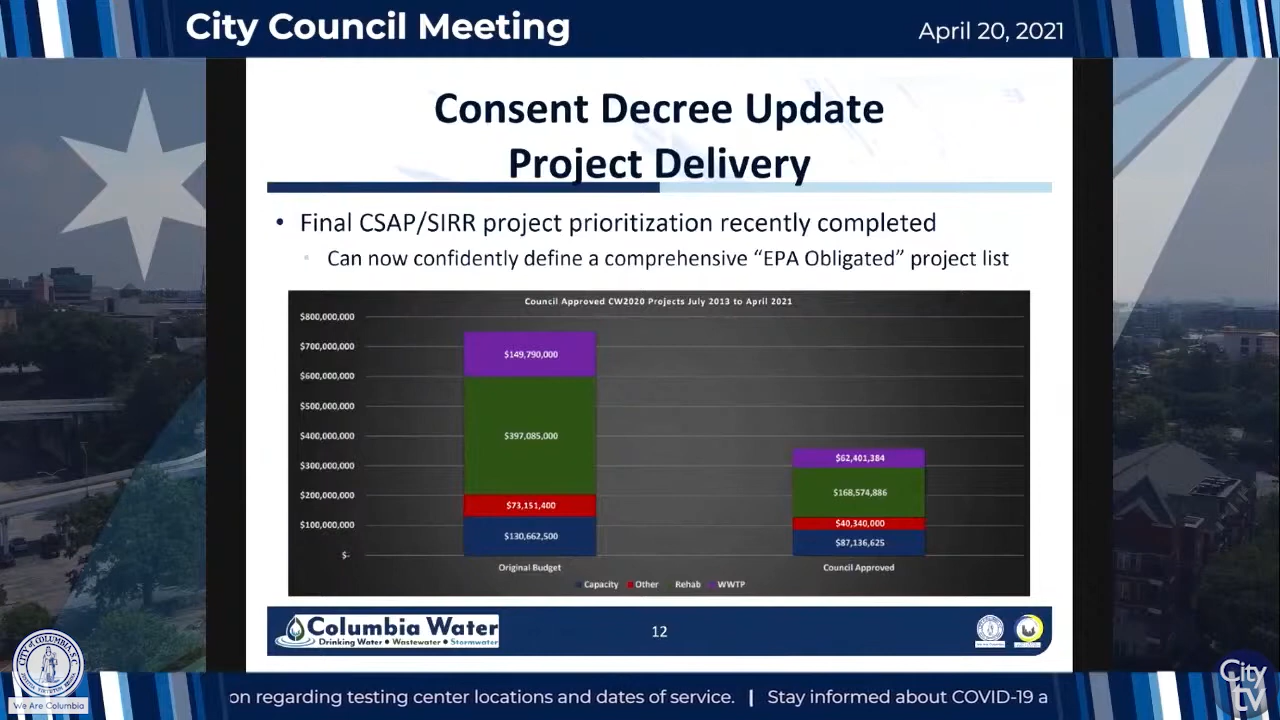 City Council Meeting
April 20, 2021
Consent Decree Update
Project Delivery
• Final CSAP/SIRR project prioritization recently completed
Can now confidently define a comprehensive “EPA Obligated” project list
Council Approved CW2020 Projects July 2013 to April 2021
$800,000,000
$700,000,000
$600,000,000
$500,000,000
$400,000,000
$300,000,000
$200,000,000
$100,000,000
$-
$149,790,000
$397,085,000
$73,151,400
$130,662,500
$62,401,384
$168,574,886
$40,340,000
$87,136,625
Original Budget
Council Approved
Capacity Other Rehab WWTP
Columbia Water
Drinking Water • Wastewater • Stormwater
12
CITY OF COLUMBIA, S.C.
We Are Columbia
on regarding testing center locations and dates of service. | Stay informed about COVID-19 a
City
tv